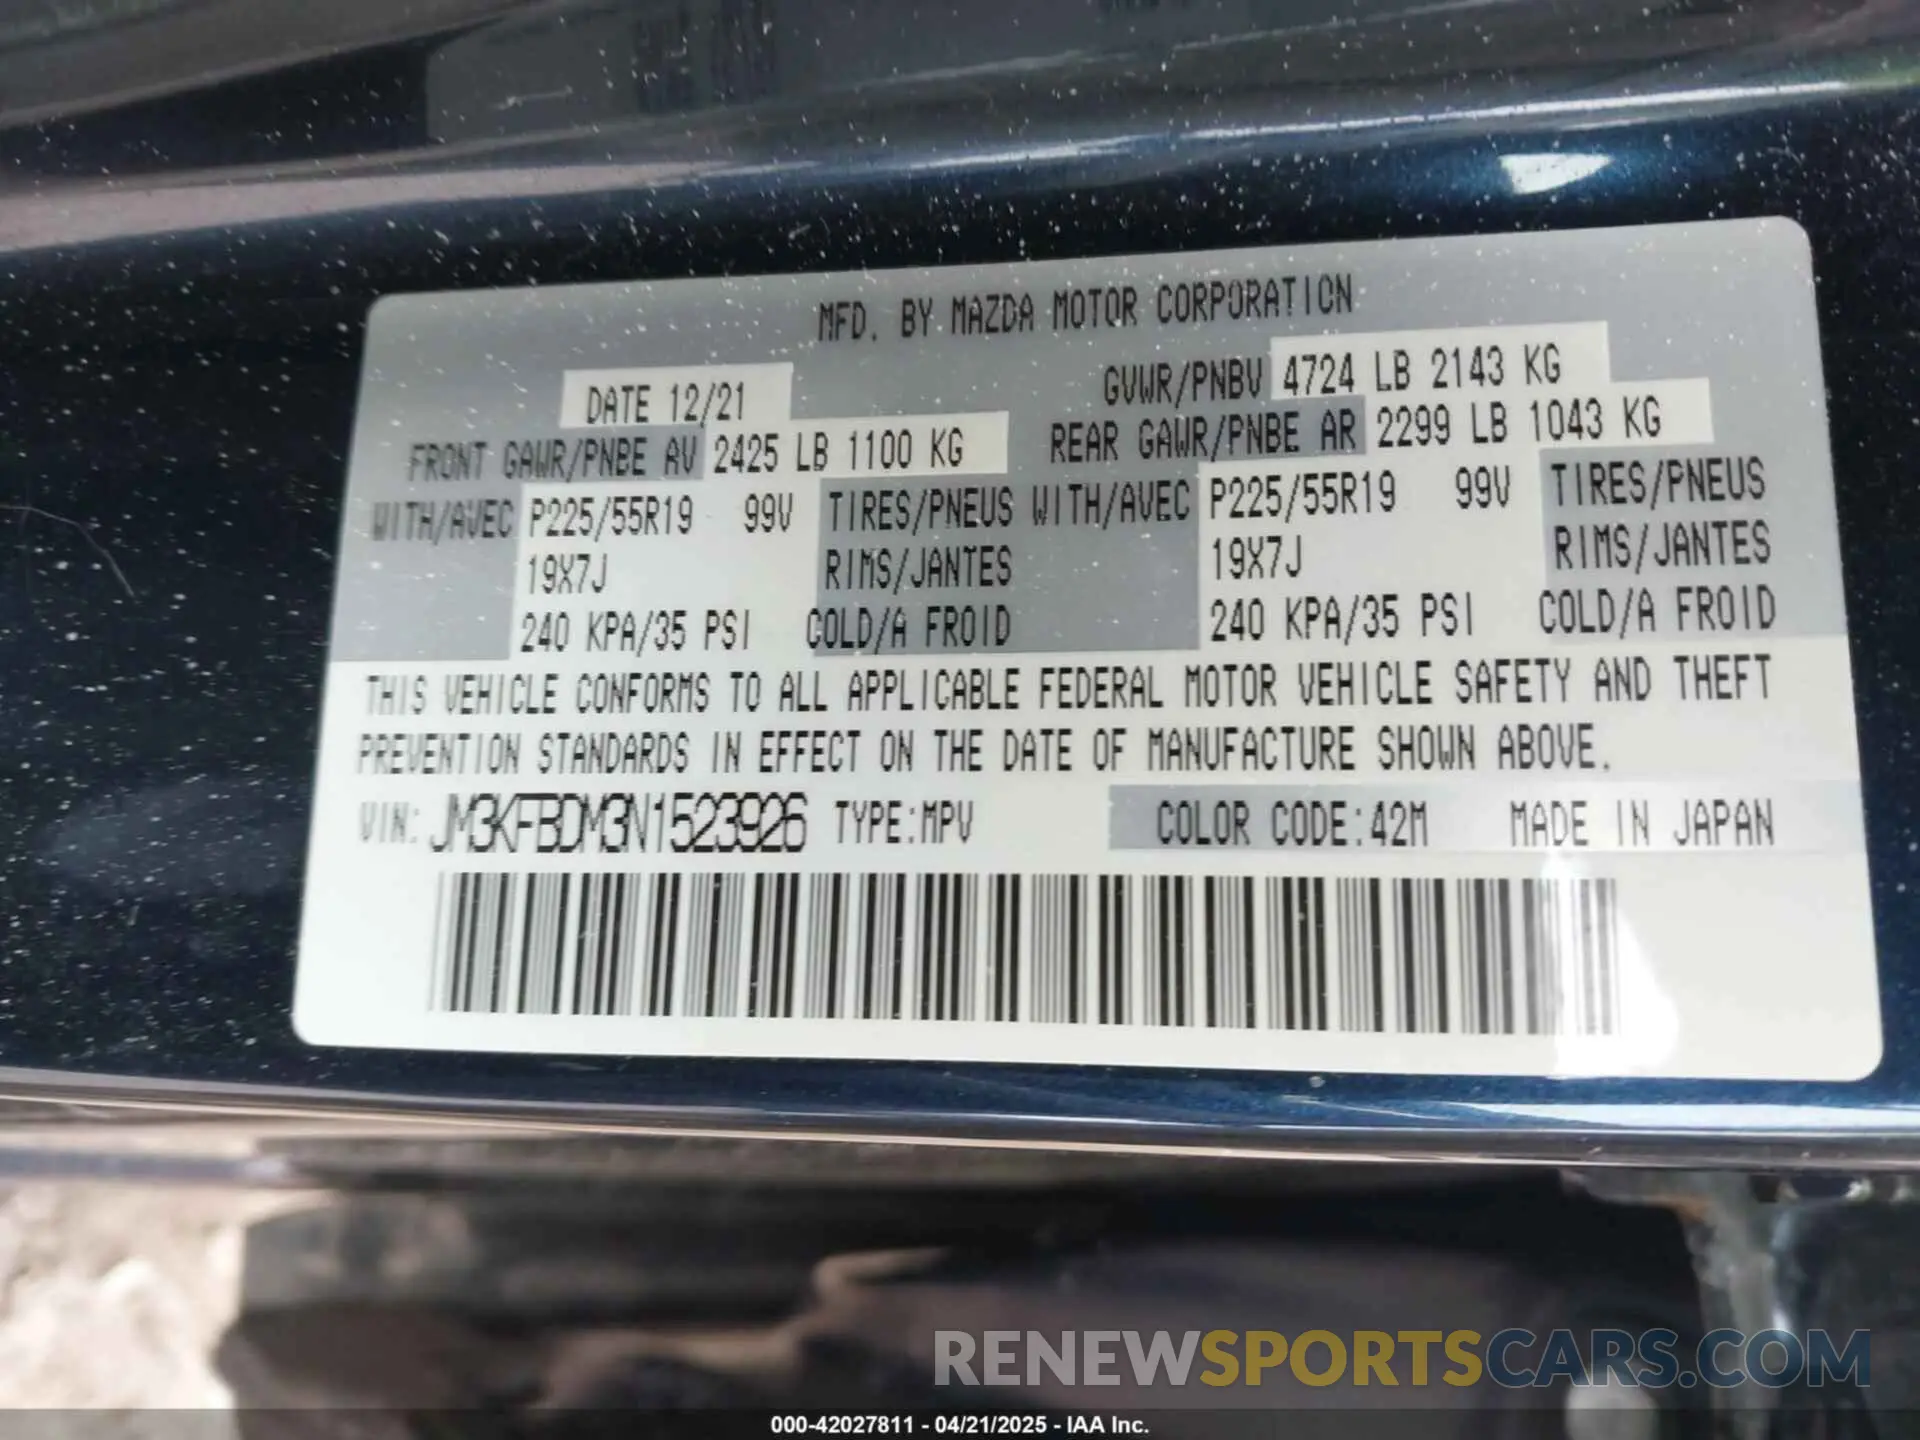 MFD. BY MAZDA MOTOR CORPORATION
DATE 12/21 GVWR/PNBV 4724 LB 2143 KG
FRONT GAWR/PNBE AV 2425 LB 1100 KG REAR GAWR/PNBE AR 2299 LB 1043 KG
WITH/AVEC P225/55R19 99V TIRES/PNEUS WITH/AVEC P225/55R19 99V TIRES/PNEUS
19X7J RIMS/JANTES 19X7J RIMS/JANTES
240 KPA/35 PSI COLD/A FROID 240 KPA/35 PSI COLD/A FROID
THIS VEHICLE CONFORMS TO ALL APPLICABLE FEDERAL MOTOR VEHICLE SAFETY AND THEFT
PREVENTION STANDARDS IN EFFECT ON THE DATE OF MANUFACTURE SHOWN ABOVE.
VIN: JM3KFBDM3N1523926 TYPE:MPV COLOR CODE:42M MADE IN JAPAN
RENEWSPORTSCARS.COM
000-42027811 - 04/21/2025 - IAA Inc.